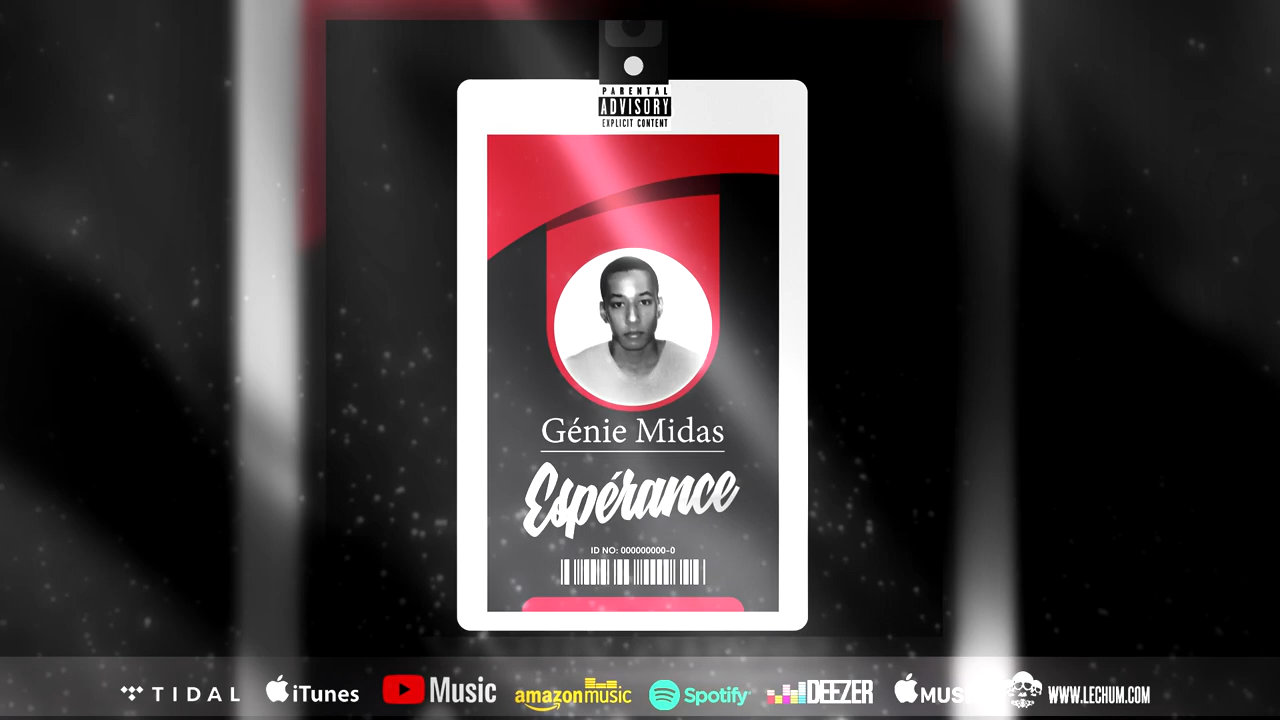 PARENTAL
ADVISORY
EXPLICIT CONTENT
Génie Midas
Espérance
ID NO: 000000000-0
TIDAL iTunes Music amazonmusic Spotify DEEZER WWW.LECHUM.COM